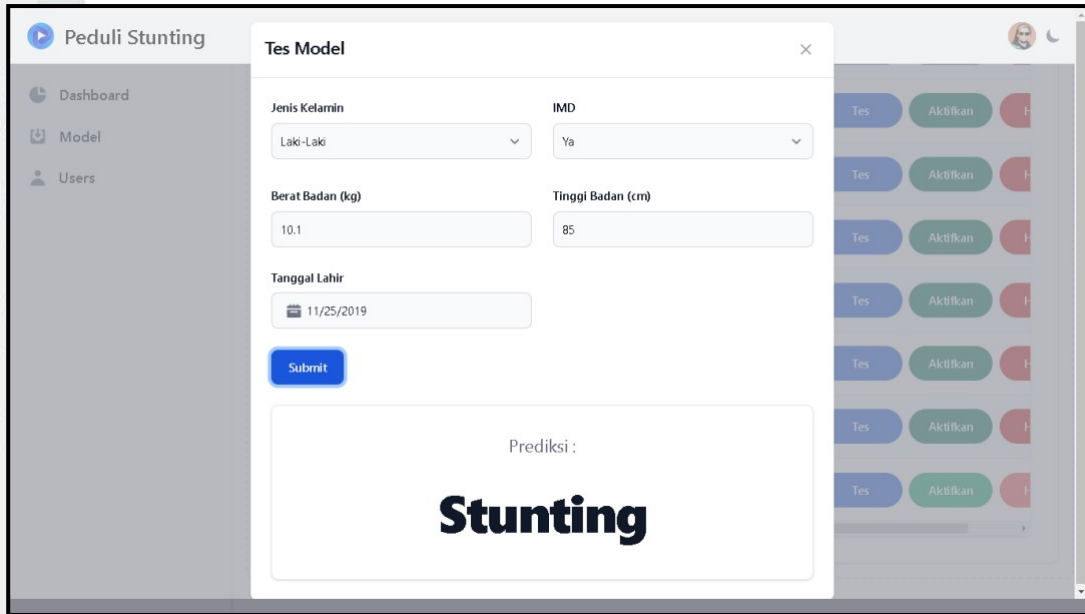 Peduli Stunting
Tes Model
Dashboard
Model
Users
Jenis Kelamin
IMD
Laki-Laki
Ya
Berat Badan (kg)
Tinggi Badan (cm)
10.1
85
Tanggal Lahir
11/25/2019
Submit
Prediksi :
Stunting
Tes Aktifkan H
Tes Aktifkan H
Tes Aktifkan H
Tes Aktifkan H
Tes Aktifkan H
Tes Aktifkan H
Tes Aktifkan H